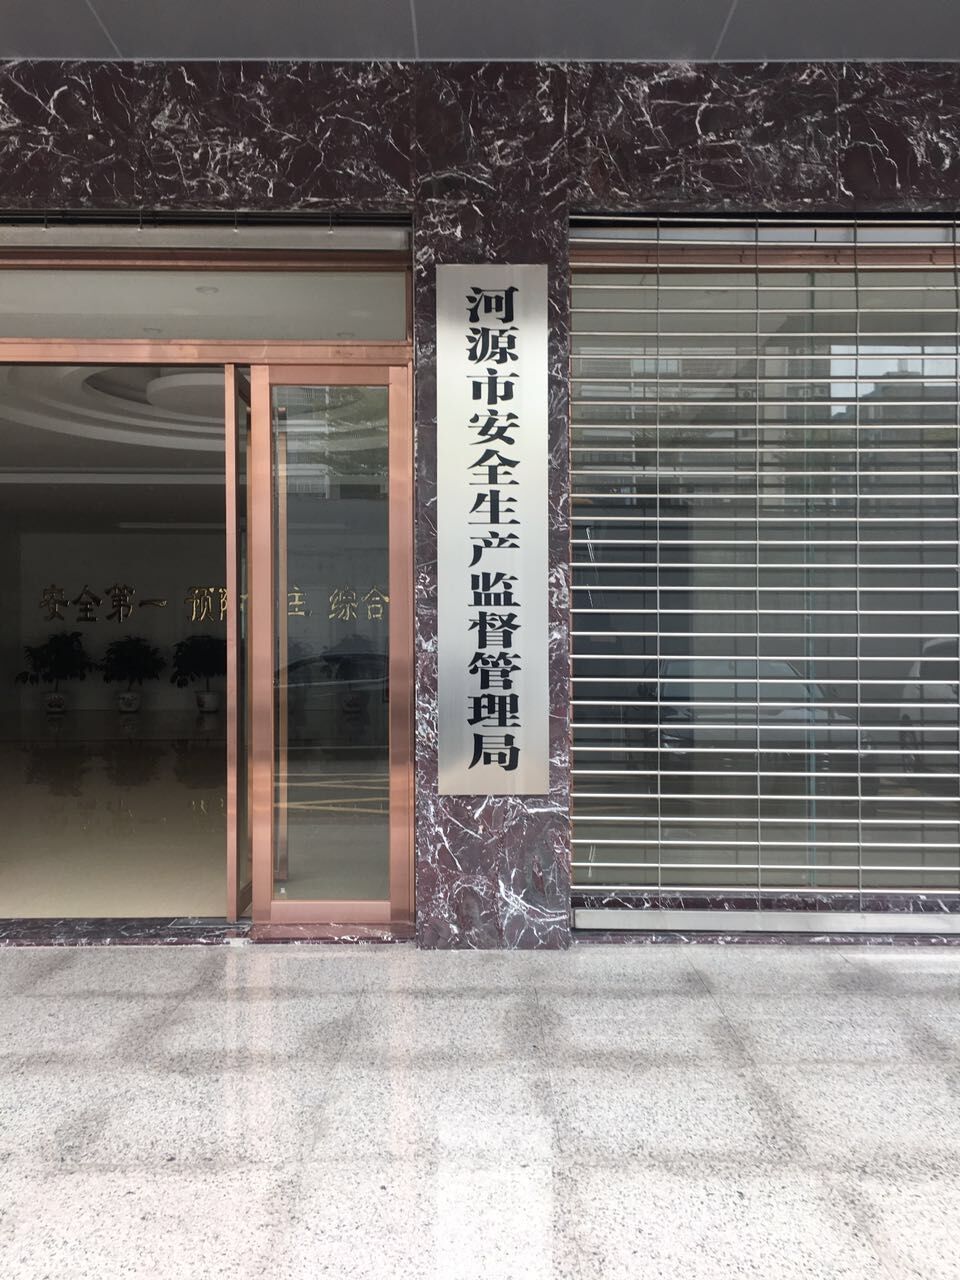 河源市安全生产监督管理局
安全第一 预防 主 综合